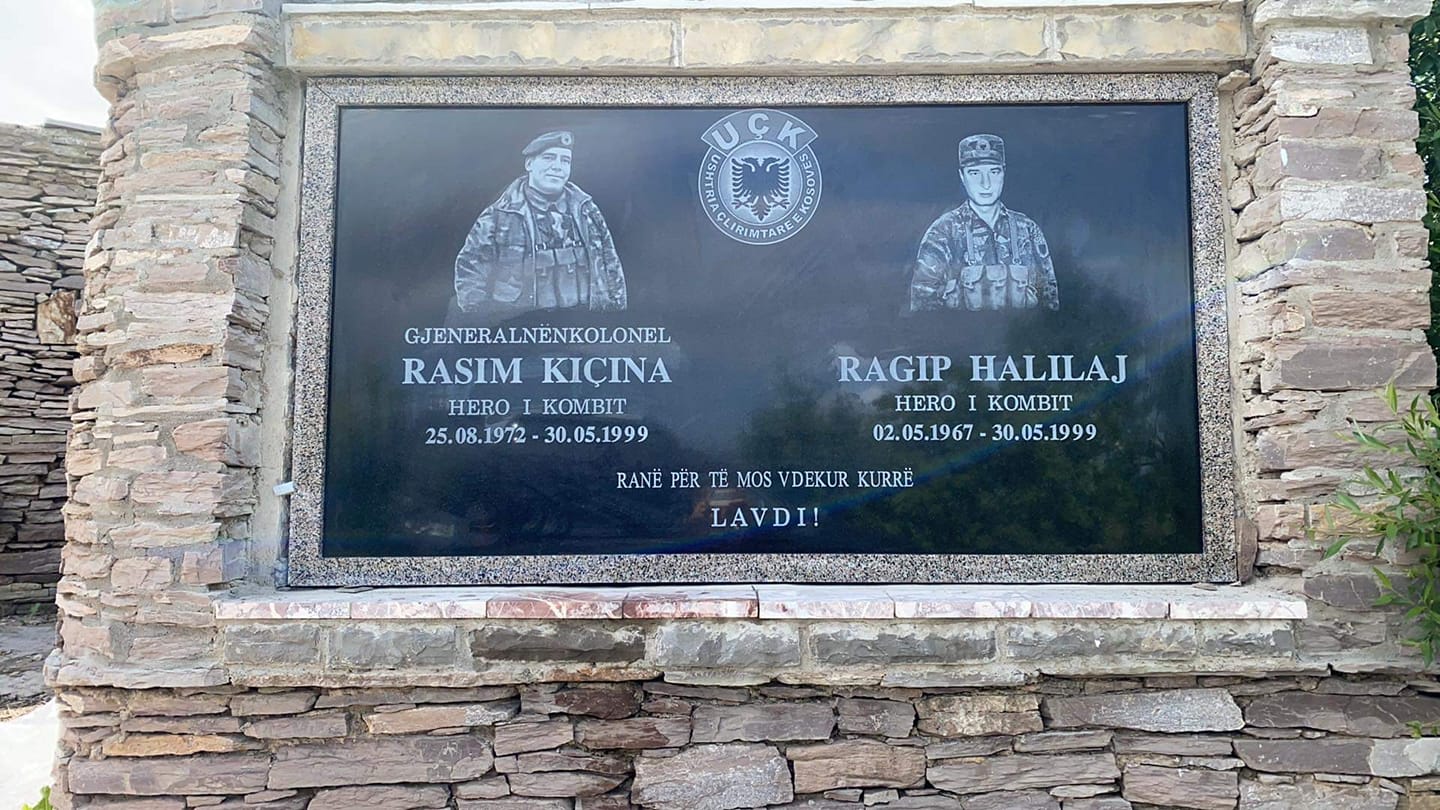 UÇK
USHTRIA ÇLIRIMTARE E KOSOVËS
GJENERALNËNKOLONEL
RASIM KIÇINA
HERO I KOMBIT
25.08.1972 - 30.05.1999
RAGIP HALILAJ
HERO I KOMBIT
02.05.1967 - 30.05.1999
RANË PËR TË MOS VDEKUR KURRË
LAVDI!